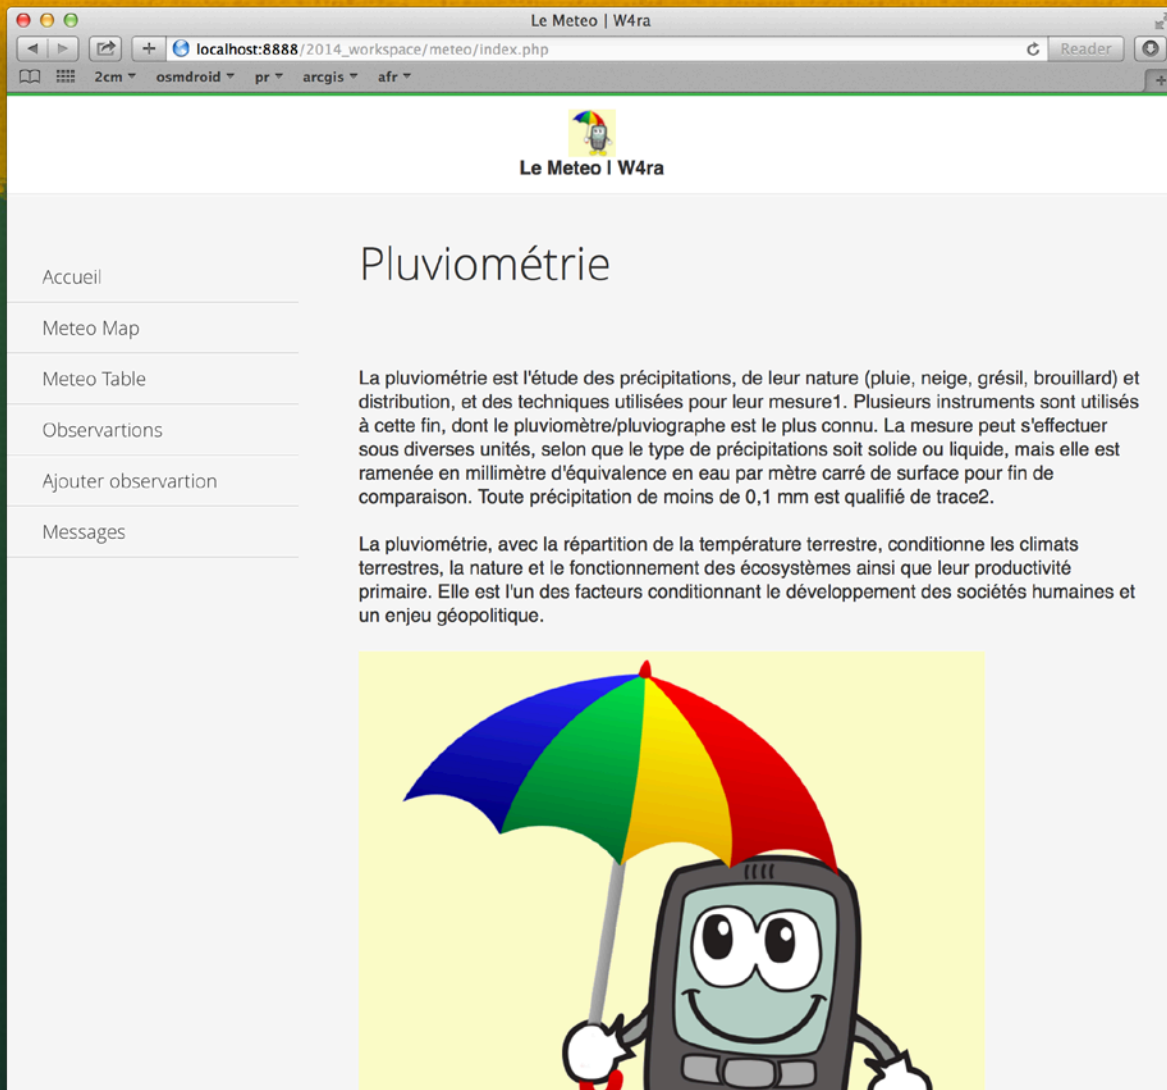 Le Meteo | W4ra
localhost:8888/2014_workspace/meteo/index.php
Reader
2cm
osmdroid
pr
arcgis
afr
Le Meteo | W4ra
Accueil
Meteo Map
Meteo Table
Observartions
Ajouter observartion
Messages
Pluviométrie
La pluviométrie est l'étude des précipitations, de leur nature (pluie, neige, grésil, brouillard) et
distribution, et des techniques utilisées pour leur mesure1. Plusieurs instruments sont utilisés
à cette fin, dont le pluviomètre/pluviographe est le plus connu. La mesure peut s'effectuer
sous diverses unités, selon que le type de précipitations soit solide ou liquide, mais elle est
ramenée en millimètre d'équivalence en eau par mètre carré de surface pour fin de
comparaison. Toute précipitation de moins de 0,1 mm est qualifié de trace2.
La pluviométrie, avec la répartition de la température terrestre, conditionne les climats
terrestres, la nature et le fonctionnement des écosystèmes ainsi que leur productivité
primaire. Elle est l'un des facteurs conditionnant le développement des sociétés humaines et
un enjeu géopolitique.